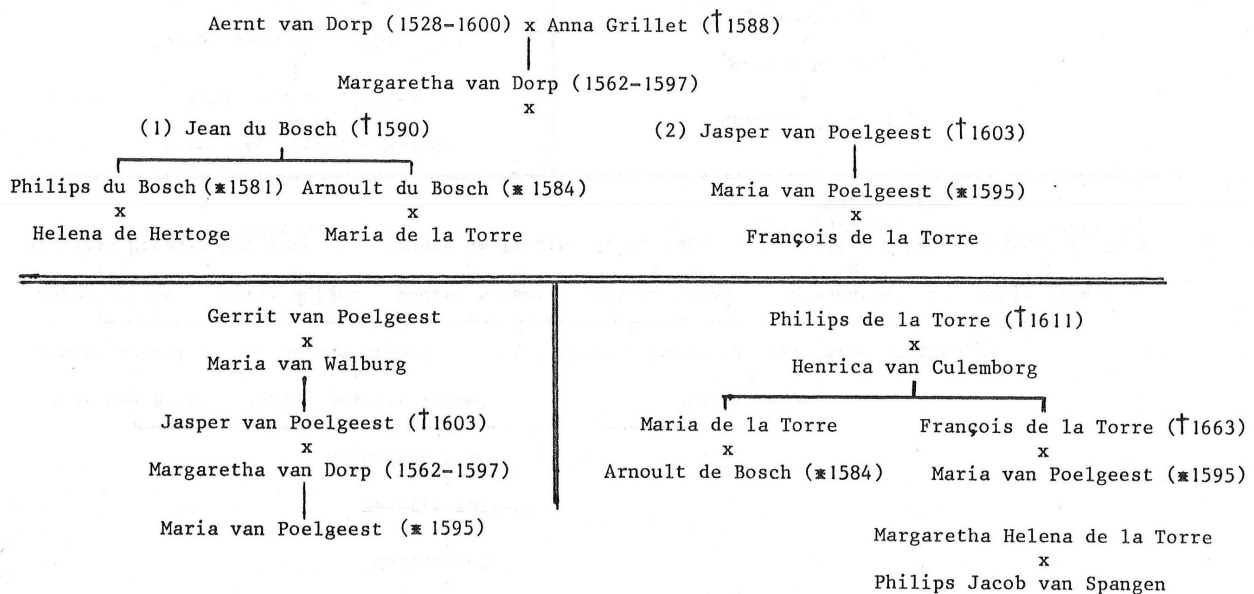 Aernt van Dorp (1528-1600) x Anna Grillet (†1588)
Margaretha van Dorp (1562-1597)
x
(1) Jean du Bosch (†1590)
(2) Jasper van Poelgeest (†1603)
Philips du Bosch (*1581) Arnoult du Bosch (* 1584)
Maria van Poelgeest (*1595)
x x x
Helena de Hertoge Maria de la Torre
François de la Torre
Gerrit van Poelgeest
x
Maria van Walburg
Jasper van Poelgeest (†1603)
x
Margaretha van Dorp (1562-1597)
Maria van Poelgeest (* 1595)
Philips de la Torre (†1611)
x
Henrica van Culemborg
Maria de la Torre François de la Torre (†1663)
x x
Arnoult de Bosch (*1584) Maria van Poelgeest (*1595)
Margaretha Helena de la Torre
x
Philips Jacob van Spangen